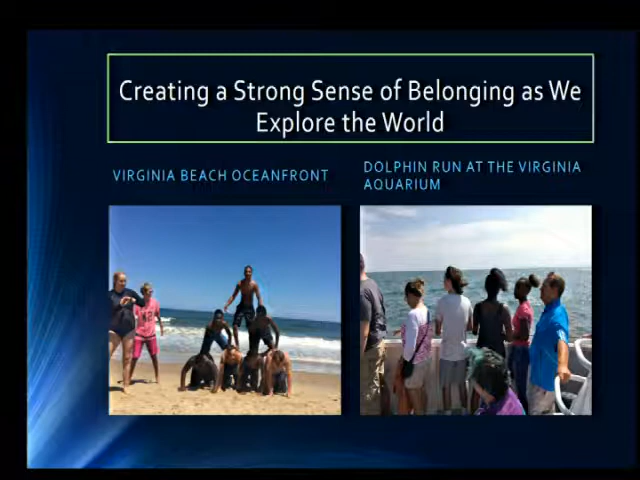 Creating a Strong Sense of Belonging as We
Explore the World
VIRGINIA BEACH OCEANFRONT
DOLPHIN RUN AT THE VIRGINIA
AQUARIUM